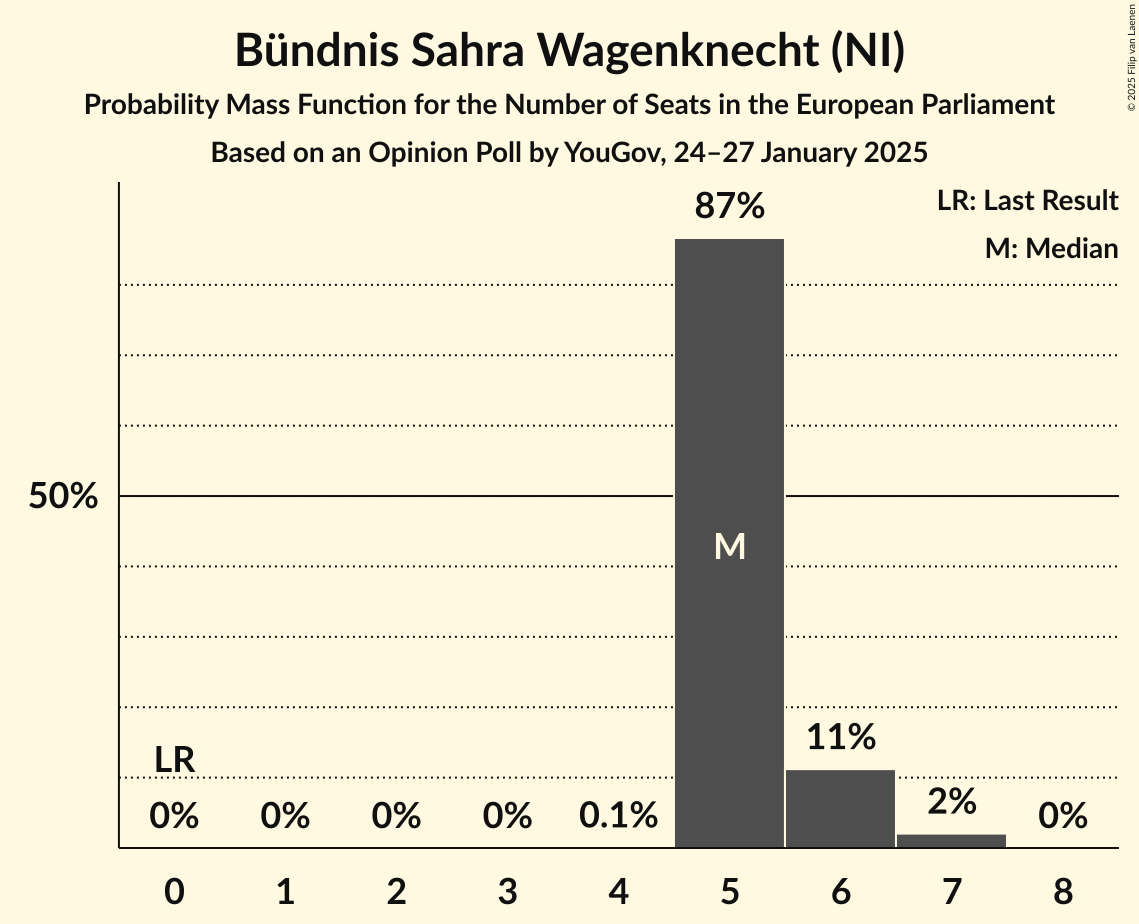 Bündnis Sahra Wagenknecht (NI)
Probability Mass Function for the Number of Seats in the European Parliament
Based on an Opinion Poll by YouGov, 24–27 January 2025
© 2025 Filip van Laenen
LR: Last Result
M: Median
87%
50%
M
LR
11%
0% 0% 0% 0% 0.1% 2% 0%
0 1 2 3 4 5 6 7 8